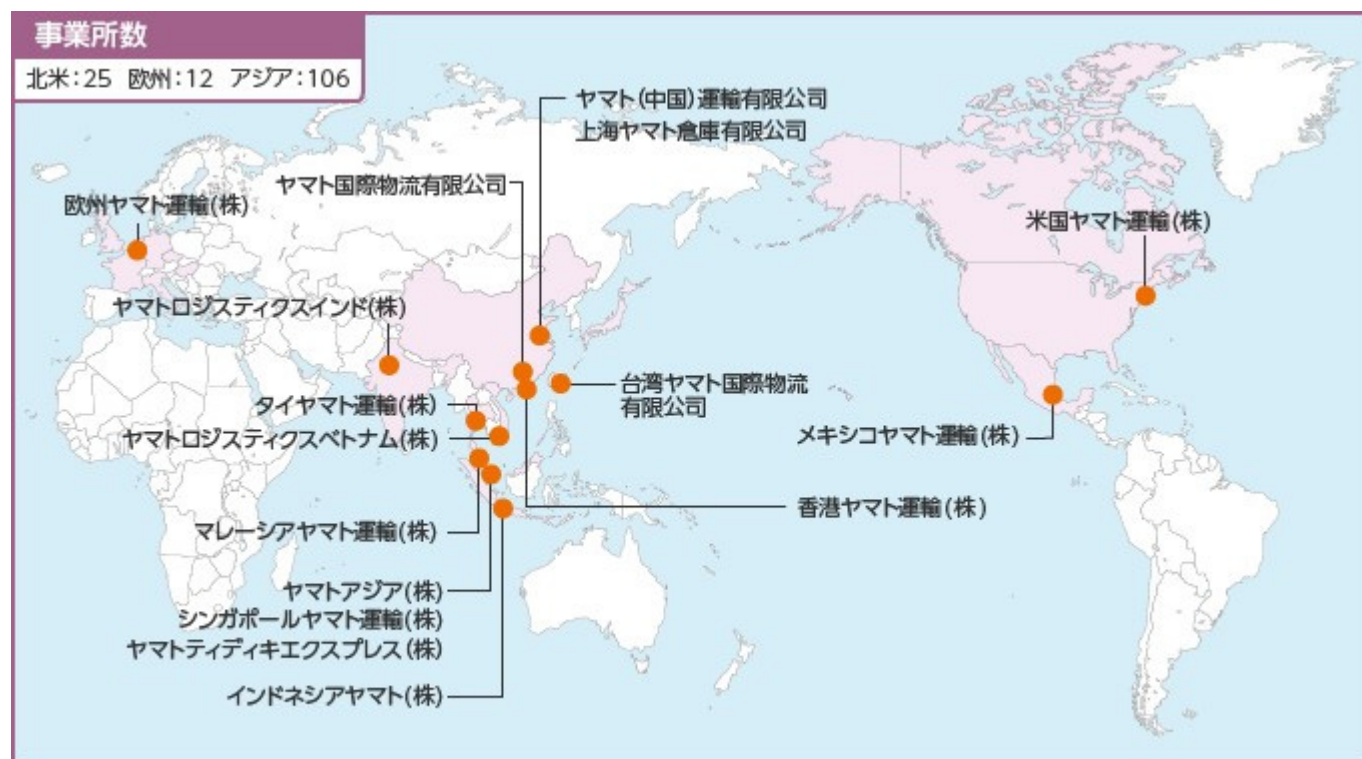 事業所数
北米:25 欧州:12 アジア:106
ヤマト(中国)運輸有限公司
上海ヤマト倉庫有限公司
ヤマト国際物流有限公司
欧州ヤマト運輸(株)
米国ヤマト運輸(株)
ヤマトロジスティクスインド(株)
台湾ヤマト国際物流
有限公司
タイヤマト運輸(株)
ヤマトロジスティクスベトナム(株)
メキシコヤマト運輸(株)
香港ヤマト運輸(株)
マレーシアヤマト運輸(株)
ヤマトアジア(株)
シンガポールヤマト運輸(株)
ヤマトティディキエクスプレス(株)
インドネシアヤマト(株)